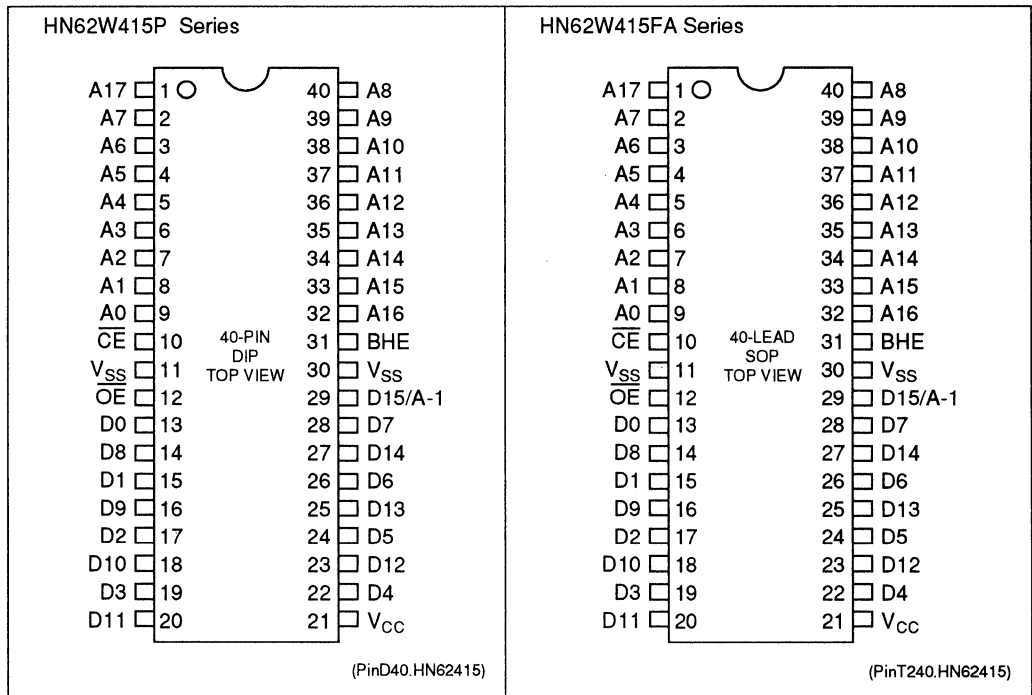 HN62W415P Series
A17 1 40 A8
A7 2 39 A9
A6 3 38 A10
A5 4 37 A11
A4 5 36 A12
A3 6 35 A13
A2 7 34 A14
A1 8 33 A15
A0 9 32 A16
C̅E̅ 10 40-PIN 31 BHE
DIP
VSS 11 TOP VIEW 30 VSS
O̅E̅ 12 29 D15/A-1
D0 13 28 D7
D8 14 27 D14
D1 15 26 D6
D9 16 25 D13
D2 17 24 D5
D10 18 23 D12
D3 19 22 D4
D11 20 21 VCC
(PinD40.HN62415)
HN62W415FA Series
A17 1 40 A8
A7 2 39 A9
A6 3 38 A10
A5 4 37 A11
A4 5 36 A12
A3 6 35 A13
A2 7 34 A14
A1 8 33 A15
A0 9 32 A16
C̅E̅ 10 40-LEAD 31 BHE
SOP
VSS 11 TOP VIEW 30 VSS
O̅E̅ 12 29 D15/A-1
D0 13 28 D7
D8 14 27 D14
D1 15 26 D6
D9 16 25 D13
D2 17 24 D5
D10 18 23 D12
D3 19 22 D4
D11 20 21 VCC
(PinT240.HN62415)